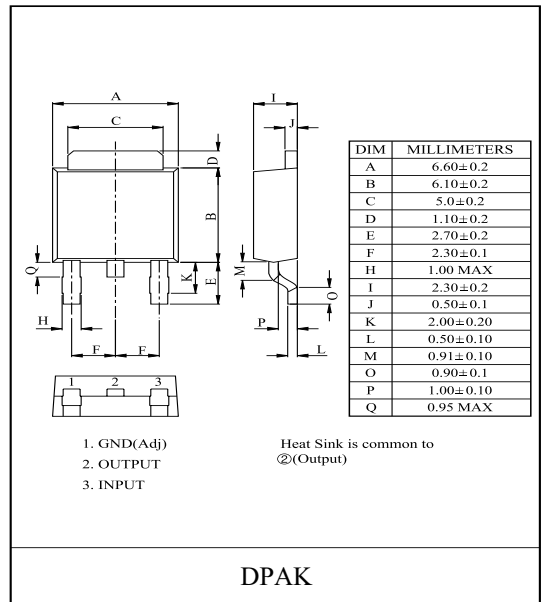 A
C
D
B
Q
K
E
H
F F
I
J
M
O
P
L
1 2 3
DIM MILLIMETERS
A 6.60±0.2
B 6.10±0.2
C 5.0±0.2
D 1.10±0.2
E 2.70±0.2
F 2.30±0.1
H 1.00 MAX
I 2.30±0.2
J 0.50±0.1
K 2.00±0.20
L 0.50±0.10
M 0.91±0.10
O 0.90±0.1
P 1.00±0.10
Q 0.95 MAX
1. GND(Adj)
2. OUTPUT
3. INPUT
Heat Sink is common to
②(Output)
DPAK